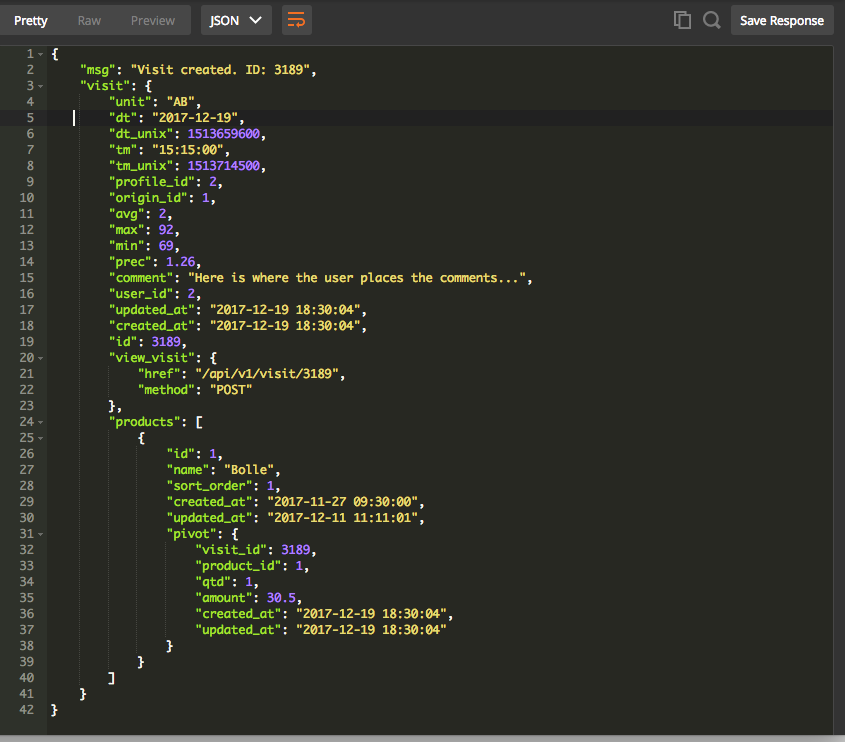 Pretty Raw Preview JSON Save Response
1 {
2 "msg": "Visit created. ID: 3189",
3 "visit": {
4 "unit": "AB",
5 "dt": "2017-12-19",
6 "dt_unix": 1513659600,
7 "tm": "15:15:00",
8 "tm_unix": 1513714500,
9 "profile_id": 2,
10 "origin_id": 1,
11 "avg": 2,
12 "max": 92,
13 "min": 69,
14 "prec": 1.26,
15 "comment": "Here is where the user places the comments...",
16 "user_id": 2,
17 "updated_at": "2017-12-19 18:30:04",
18 "created_at": "2017-12-19 18:30:04",
19 "id": 3189,
20 "view_visit": {
21 "href": "/api/v1/visit/3189",
22 "method": "POST"
23 },
24 "products": [
25 {
26 "id": 1,
27 "name": "Bolle",
28 "sort_order": 1,
29 "created_at": "2017-11-27 09:30:00",
30 "updated_at": "2017-12-11 11:11:01",
31 "pivot": {
32 "visit_id": 3189,
33 "product_id": 1,
34 "qtd": 1,
35 "amount": 30.5,
36 "created_at": "2017-12-19 18:30:04",
37 "updated_at": "2017-12-19 18:30:04"
38 }
39 }
40 ]
41 }
42 }